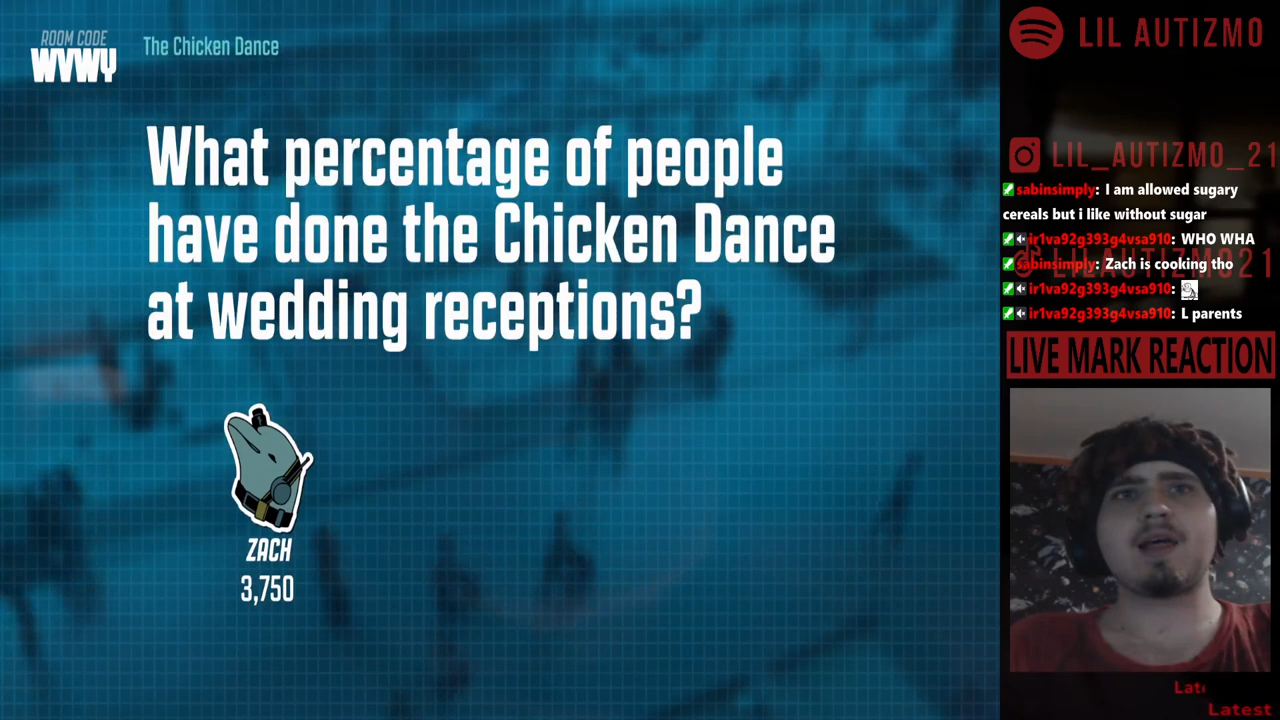 ROOM CODE
WVWY
The Chicken Dance
What percentage of people
have done the Chicken Dance
at wedding receptions?
ZACH
3,750
LIL AUTIZMO
LIL_AUTIZMO_21
sabinsimply: I am allowed sugary
cereals but i like without sugar
ir1va92g393g4vsa910: WHO WHA
LILAUTIZMO21
sabinsimply: Zach is cooking tho
ir1va92g393g4vsa910:
ir1va92g393g4vsa910: L parents
LIVE MARK REACTION
Late
Latest